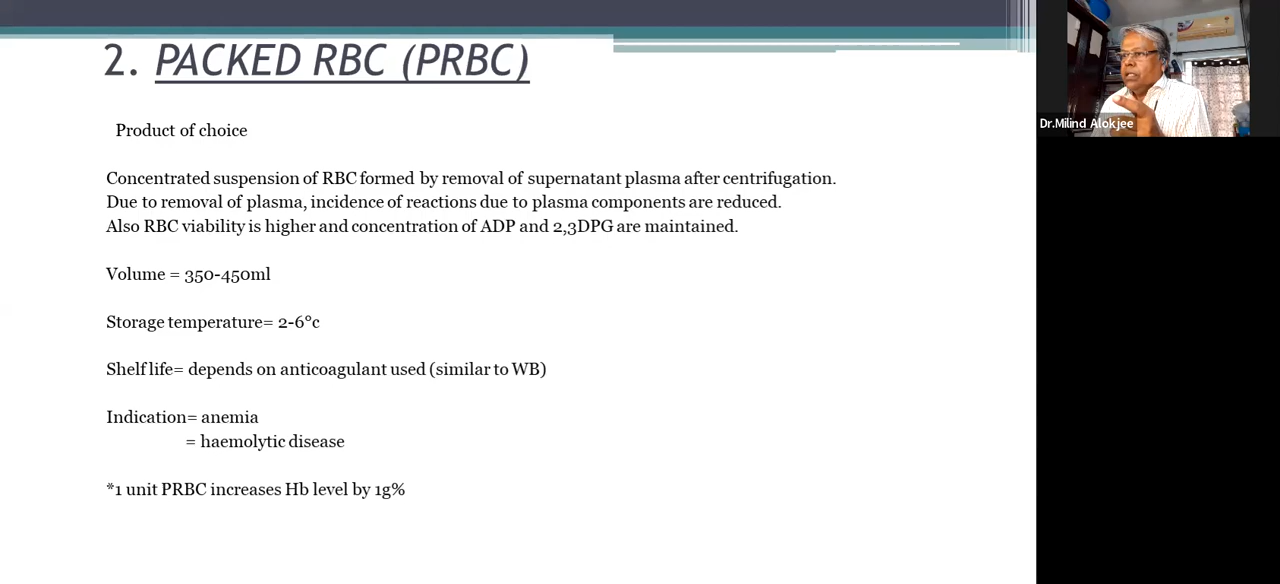 2. PACKED RBC (PRBC)
Product of choice
Concentrated suspension of RBC formed by removal of supernatant plasma after centrifugation.
Due to removal of plasma, incidence of reactions due to plasma components are reduced.
Also RBC viability is higher and concentration of ADP and 2,3DPG are maintained.
Volume = 350-450ml
Storage temperature= 2-6°c
Shelf life= depends on anticoagulant used (similar to WB)
Indication= anemia
= haemolytic disease
*1 unit PRBC increases Hb level by 1g%
Dr.Milind Alokjee